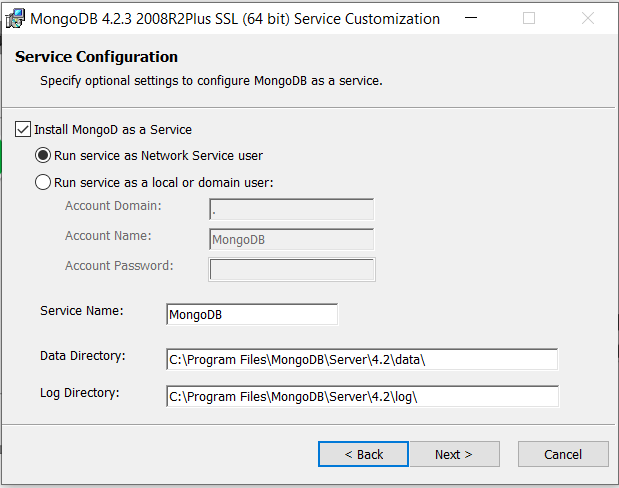 MongoDB 4.2.3 2008R2Plus SSL (64 bit) Service Customization
Service Configuration
Specify optional settings to configure MongoDB as a service.
Install MongoD as a Service
Run service as Network Service user
Run service as a local or domain user:
Account Domain: .
Account Name: MongoDB
Account Password:
Service Name: MongoDB
Data Directory: C:\Program Files\MongoDB\Server\4.2\data\
Log Directory: C:\Program Files\MongoDB\Server\4.2\log\
< Back Next > Cancel